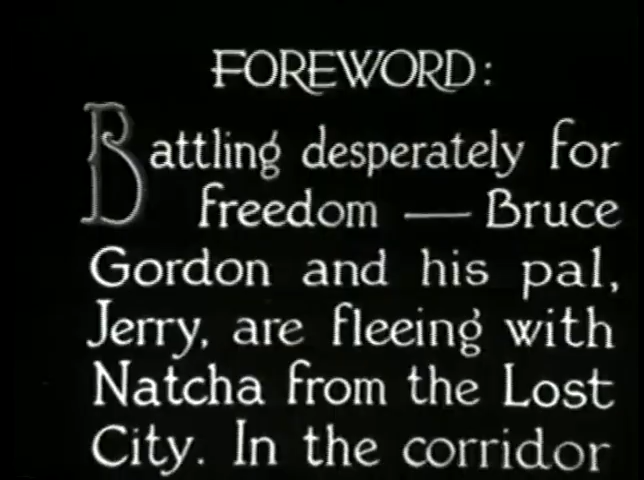 FOREWORD:
Battling desperately for
freedom — Bruce
Gordon and his pal,
Jerry, are fleeing with
Natcha from the Lost
City. In the corridor